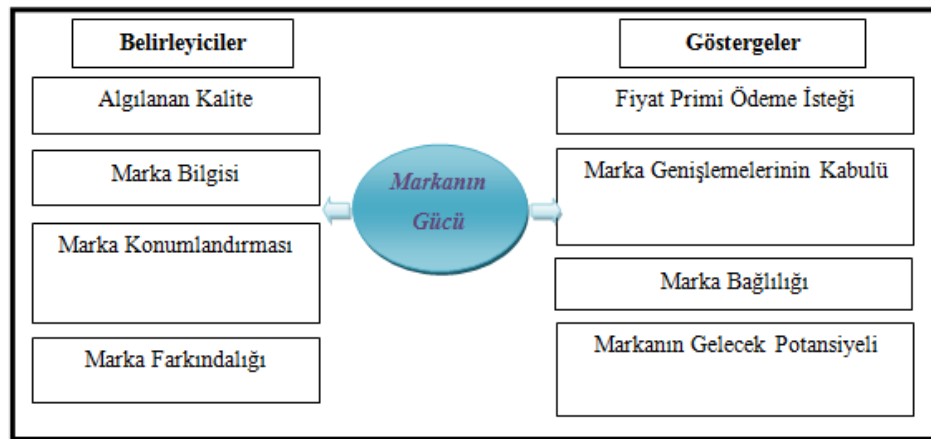 Belirleyiciler
Algılanan Kalite
Marka Bilgisi
Marka Konumlandırması
Marka Farkındalığı
Markanın
Gücü
Göstergeler
Fiyat Primi Ödeme İsteği
Marka Genişlemelerinin Kabulü
Marka Bağlılığı
Markanın Gelecek Potansiyeli